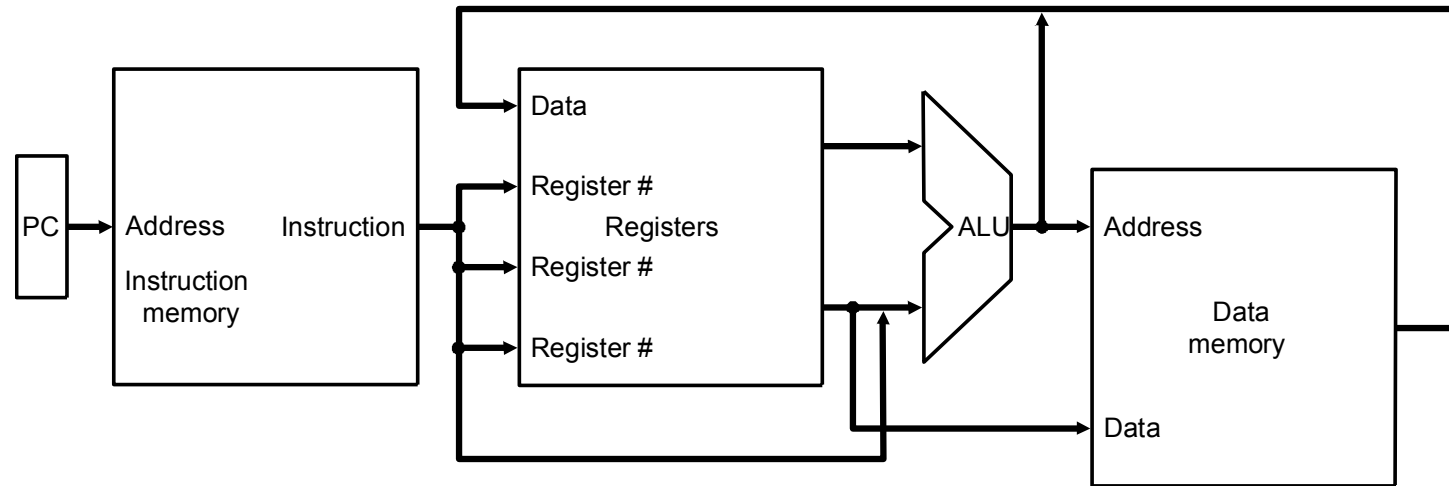 PC
Address
Instruction
Instruction
memory
Data
Register #
Registers
Register #
Register #
ALU
Address
Data
memory
Data